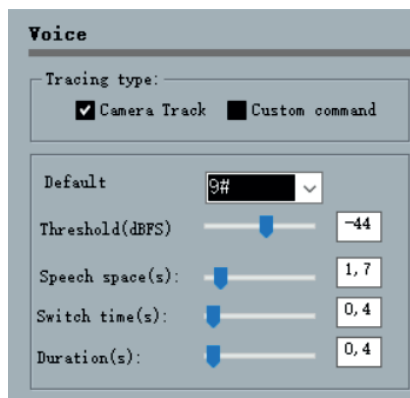 Voice
Tracing type:
Camera Track Custom command
Default 9#
Threshold(dBFS) -44
Speech space(s): 1,7
Switch time(s): 0,4
Duration(s): 0,4